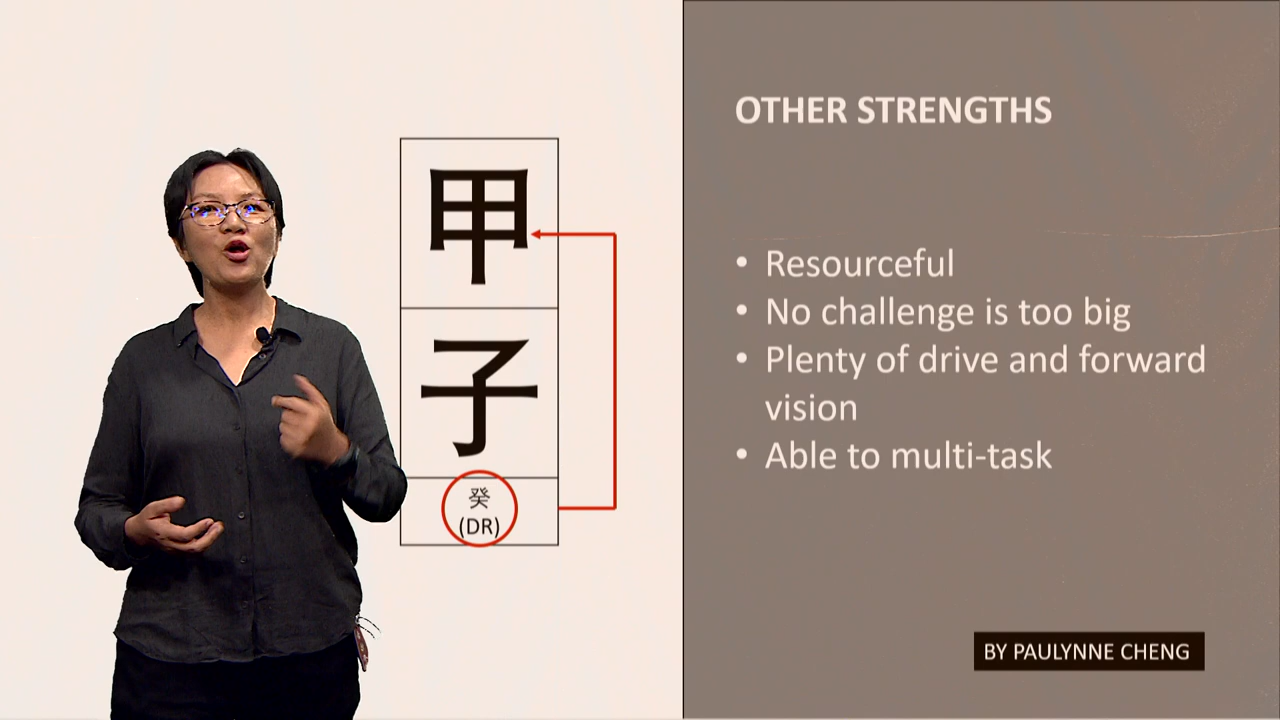 甲
子
癸
(DR)
OTHER STRENGTHS
• Resourceful
• No challenge is too big
• Plenty of drive and forward
vision
• Able to multi-task
BY PAULYNNE CHENG